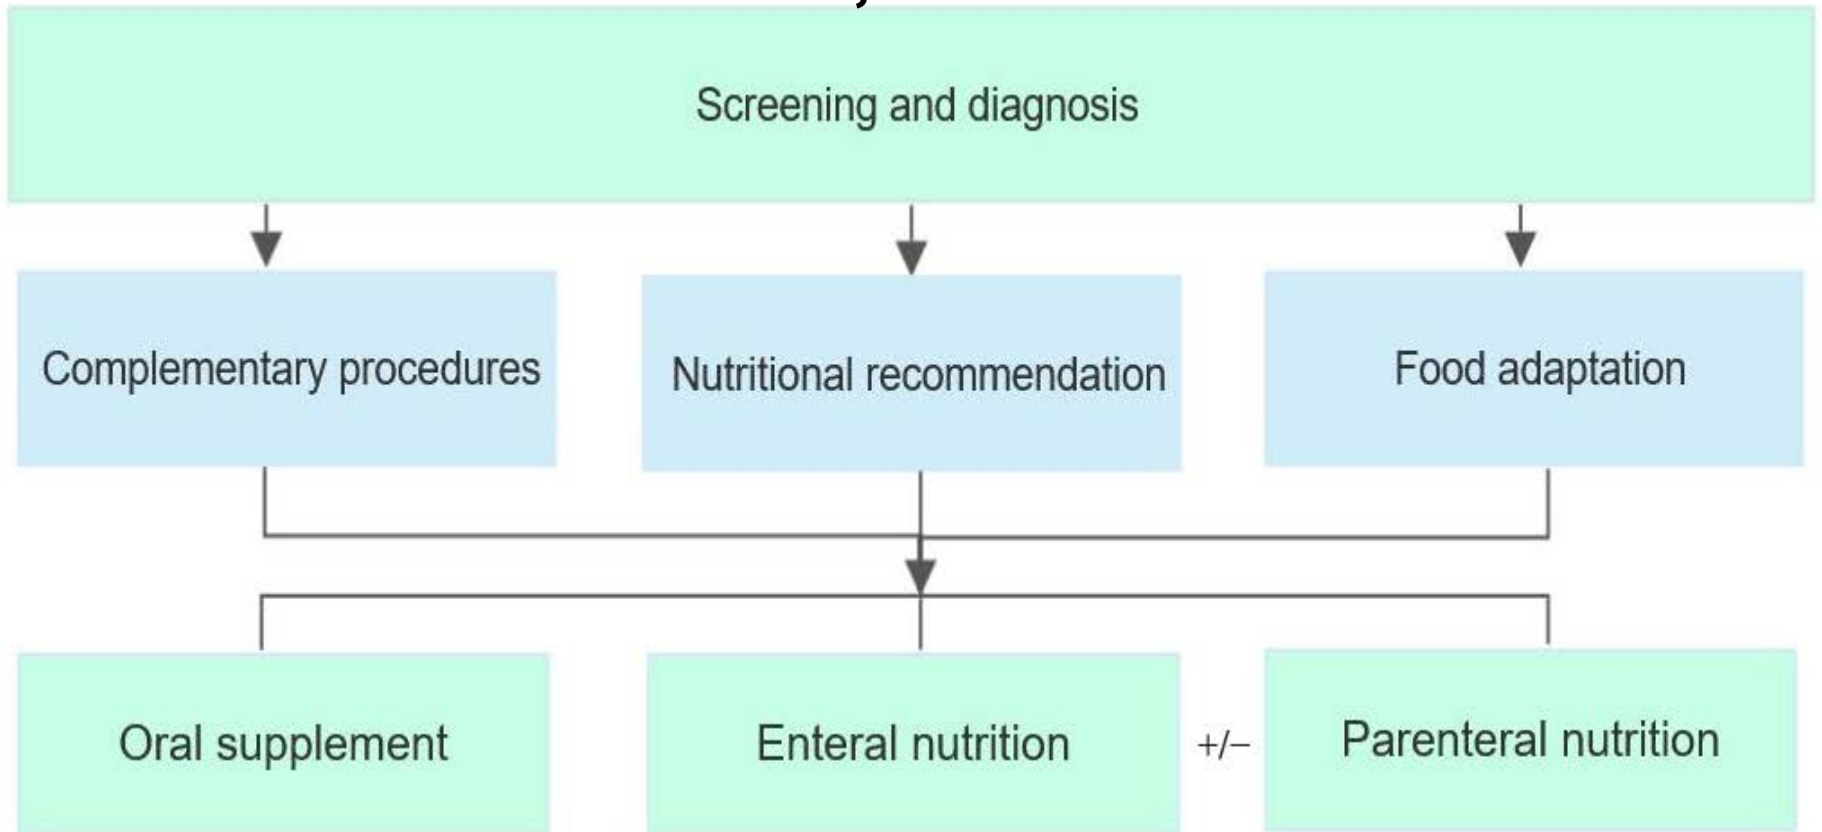 Screening and diagnosis
Complementary procedures
Nutritional recommendation
Food adaptation
Oral supplement
Enteral nutrition
+/−
Parenteral nutrition